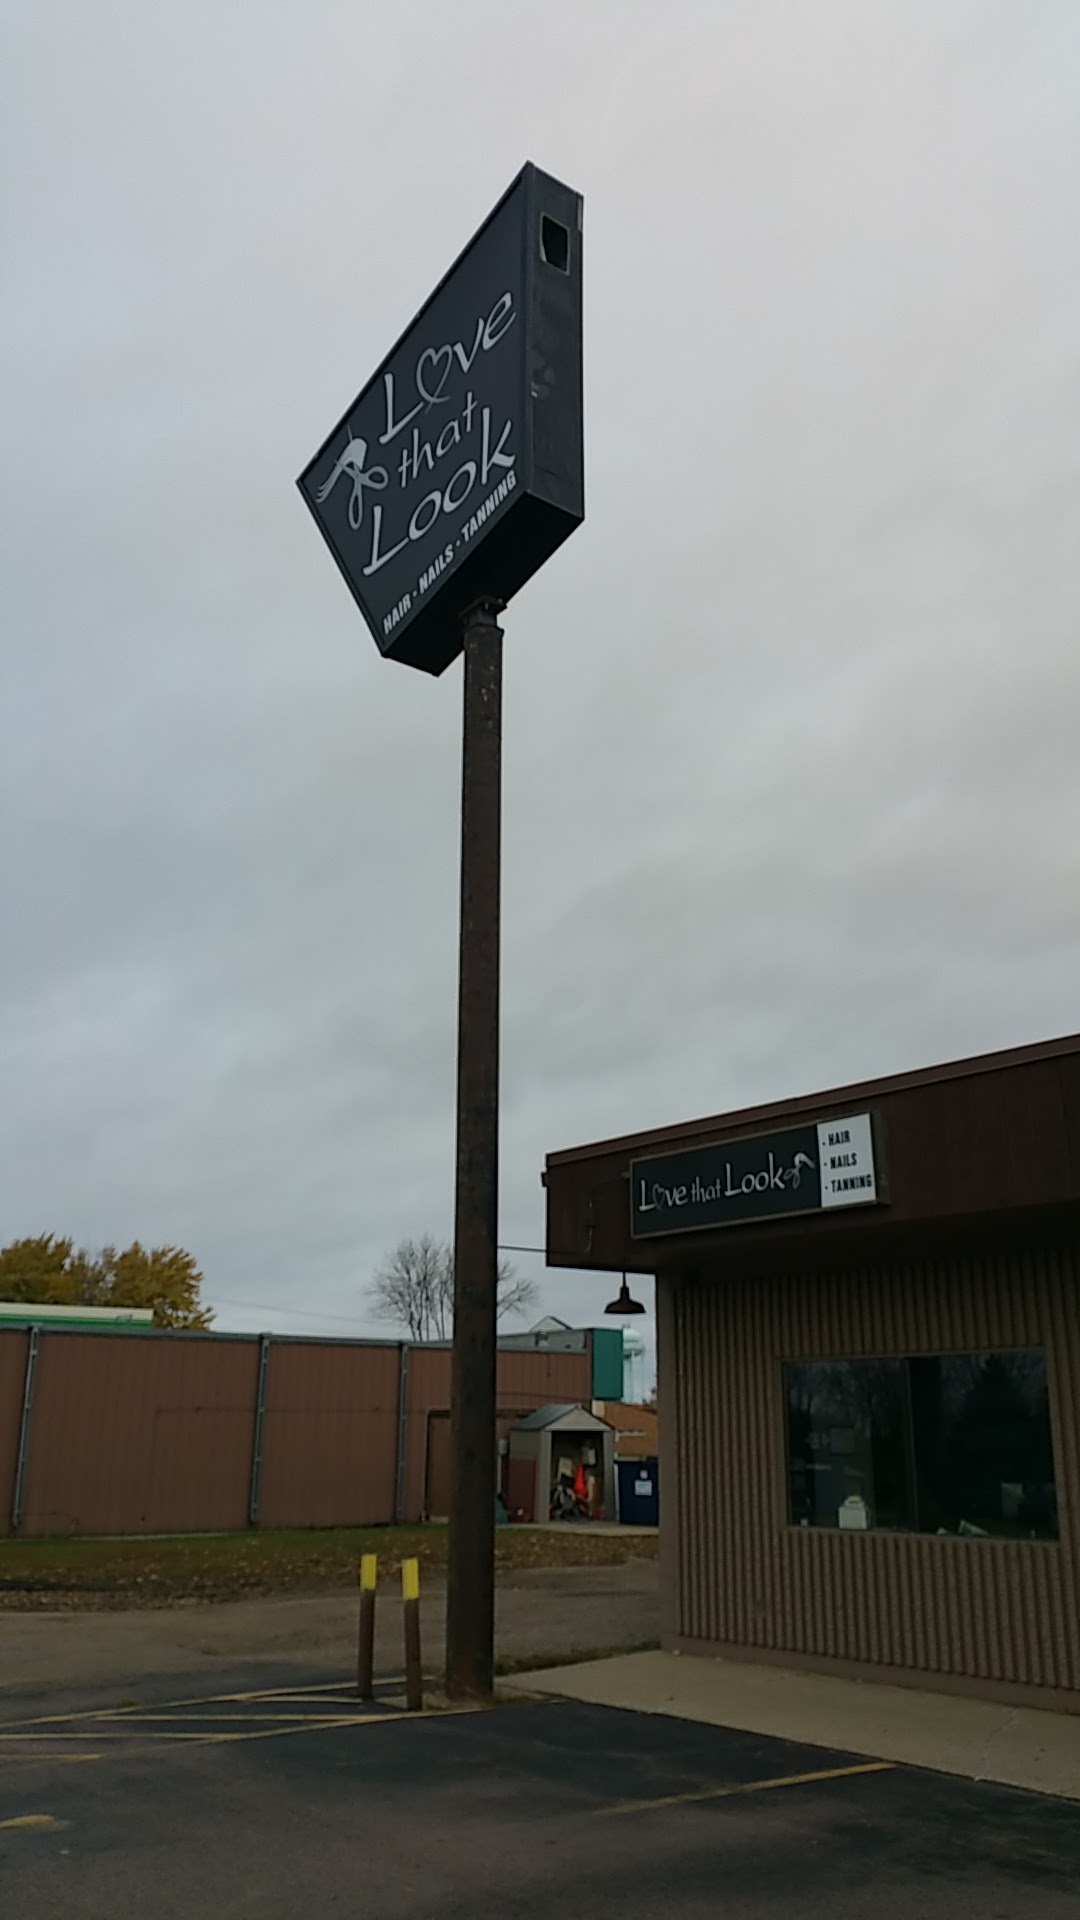 Love
that
Look
HAIR · NAILS · TANNING
Love that Look
· HAIR
· NAILS
· TANNING